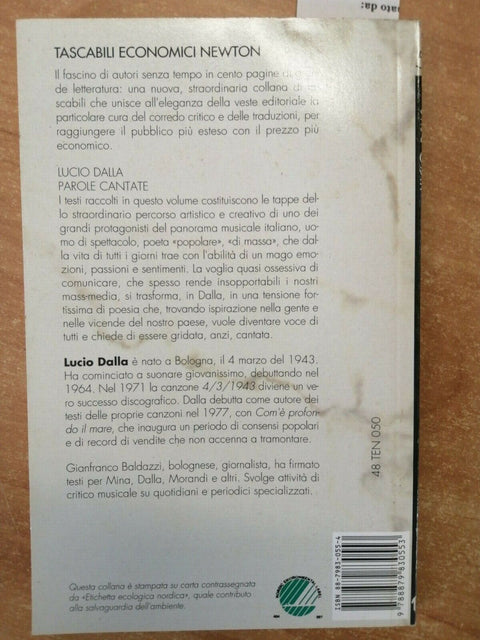 ato da:
TASCABILI ECONOMICI NEWTON
Il fascino di autori senza tempo in cento pagine di
de letteratura: una nuova, straordinaria collana di
scabili che unisce all'eleganza della veste editoriale la
particolare cura del corredo critico e delle traduzioni, per
raggiungere il pubblico più esteso con il prezzo più
economico.
LUCIO DALLA
PAROLE CANTATE
I testi raccolti in questo volume costituiscono le tappe del-
lo straordinario percorso artistico e creativo di uno dei
grandi protagonisti del panorama musicale italiano, uo-
mo di spettacolo, poeta «popolare», «di massa», che dal-
la vita di tutti i giorni trae con l'abilità di un mago emo-
zioni, passioni e sentimenti. La voglia quasi ossessiva di
comunicare, che spesso rende insopportabili i nostri
mass-media, si trasforma, in Dalla, in una tensione for-
tissima di poesia che, trovando ispirazione nella gente e
nelle vicende del nostro paese, vuole diventare voce di
tutti e chiede di essere gridata, anzi, cantata.
Lucio Dalla è nato a Bologna, il 4 marzo del 1943.
Ha cominciato a suonare giovanissimo, debuttando nel
1964. Nel 1971 la canzone 4/3/1943 diviene un ve-
ro successo discografico. Dalla debutta come autore dei
testi delle proprie canzoni nel 1977, con Com'è profon-
do il mare, che inaugura un periodo di consensi popolari
e di record di vendite che non accenna a tramontare.
Gianfranco Baldazzi, bolognese, giornalista, ha firmato
testi per Mina, Dalla, Morandi e altri. Svolge attività di
critico musicale su quotidiani e periodici specializzati.
48 TEN 050
Questa collana è stampata su carta contrassegnata
da «Etichetta ecologica nordica», quale contributo
alla salvaguardia dell'ambiente.
ISBN 88-7983-055-4
9 788879 830553